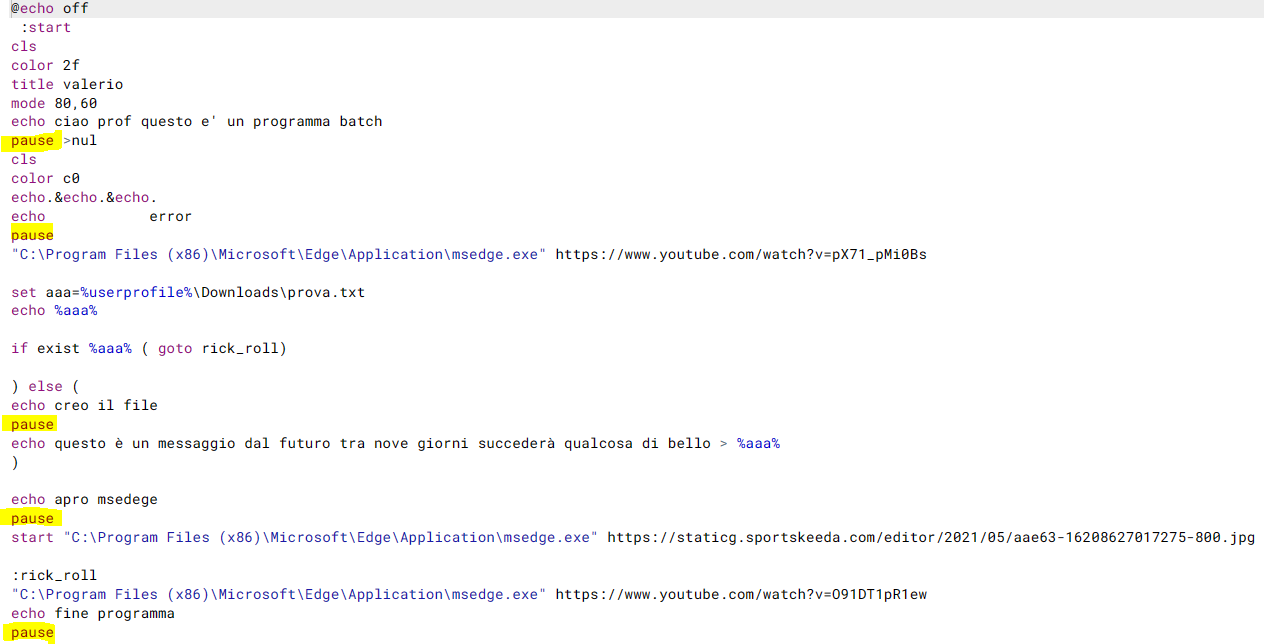 @echo off
:start
cls
color 2f
title valerio
mode 80,60
echo ciao prof questo e' un programma batch
pause >nul
cls
color c0
echo.&echo.&echo.
echo            error
pause
"C:\Program Files (x86)\Microsoft\Edge\Application\msedge.exe" https://www.youtube.com/watch?v=pX71_pMi0Bs
set aaa=%userprofile%\Downloads\prova.txt
echo %aaa%
if exist %aaa% ( goto rick_roll)
) else (
echo creo il file
pause
echo questo è un messaggio dal futuro tra nove giorni succederà qualcosa di bello > %aaa%
)
echo apro msedege
pause
start "C:\Program Files (x86)\Microsoft\Edge\Application\msedge.exe" https://staticg.sportskeeda.com/editor/2021/05/aae63-16208627017275-800.jpg
:rick_roll
"C:\Program Files (x86)\Microsoft\Edge\Application\msedge.exe" https://www.youtube.com/watch?v=O91DT1pR1ew
echo fine programma
pause